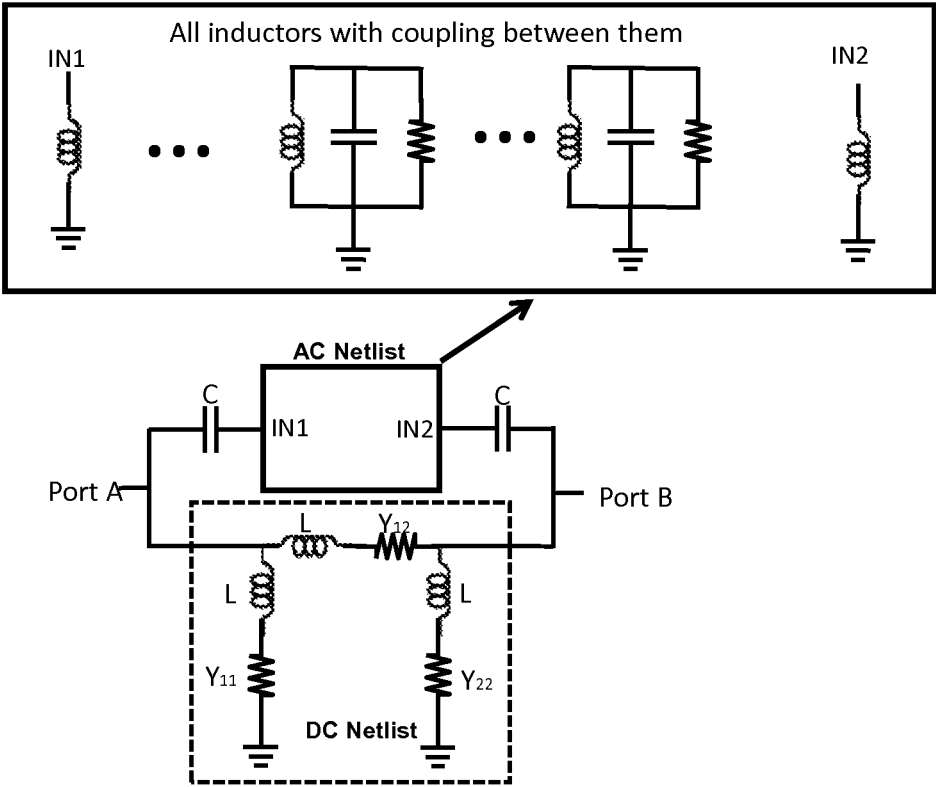 All inductors with coupling between them
IN1
IN2
AC Netlist
C
C
IN1
IN2
Port A
Port B
L
Y12
L
L
Y11
Y22
DC Netlist